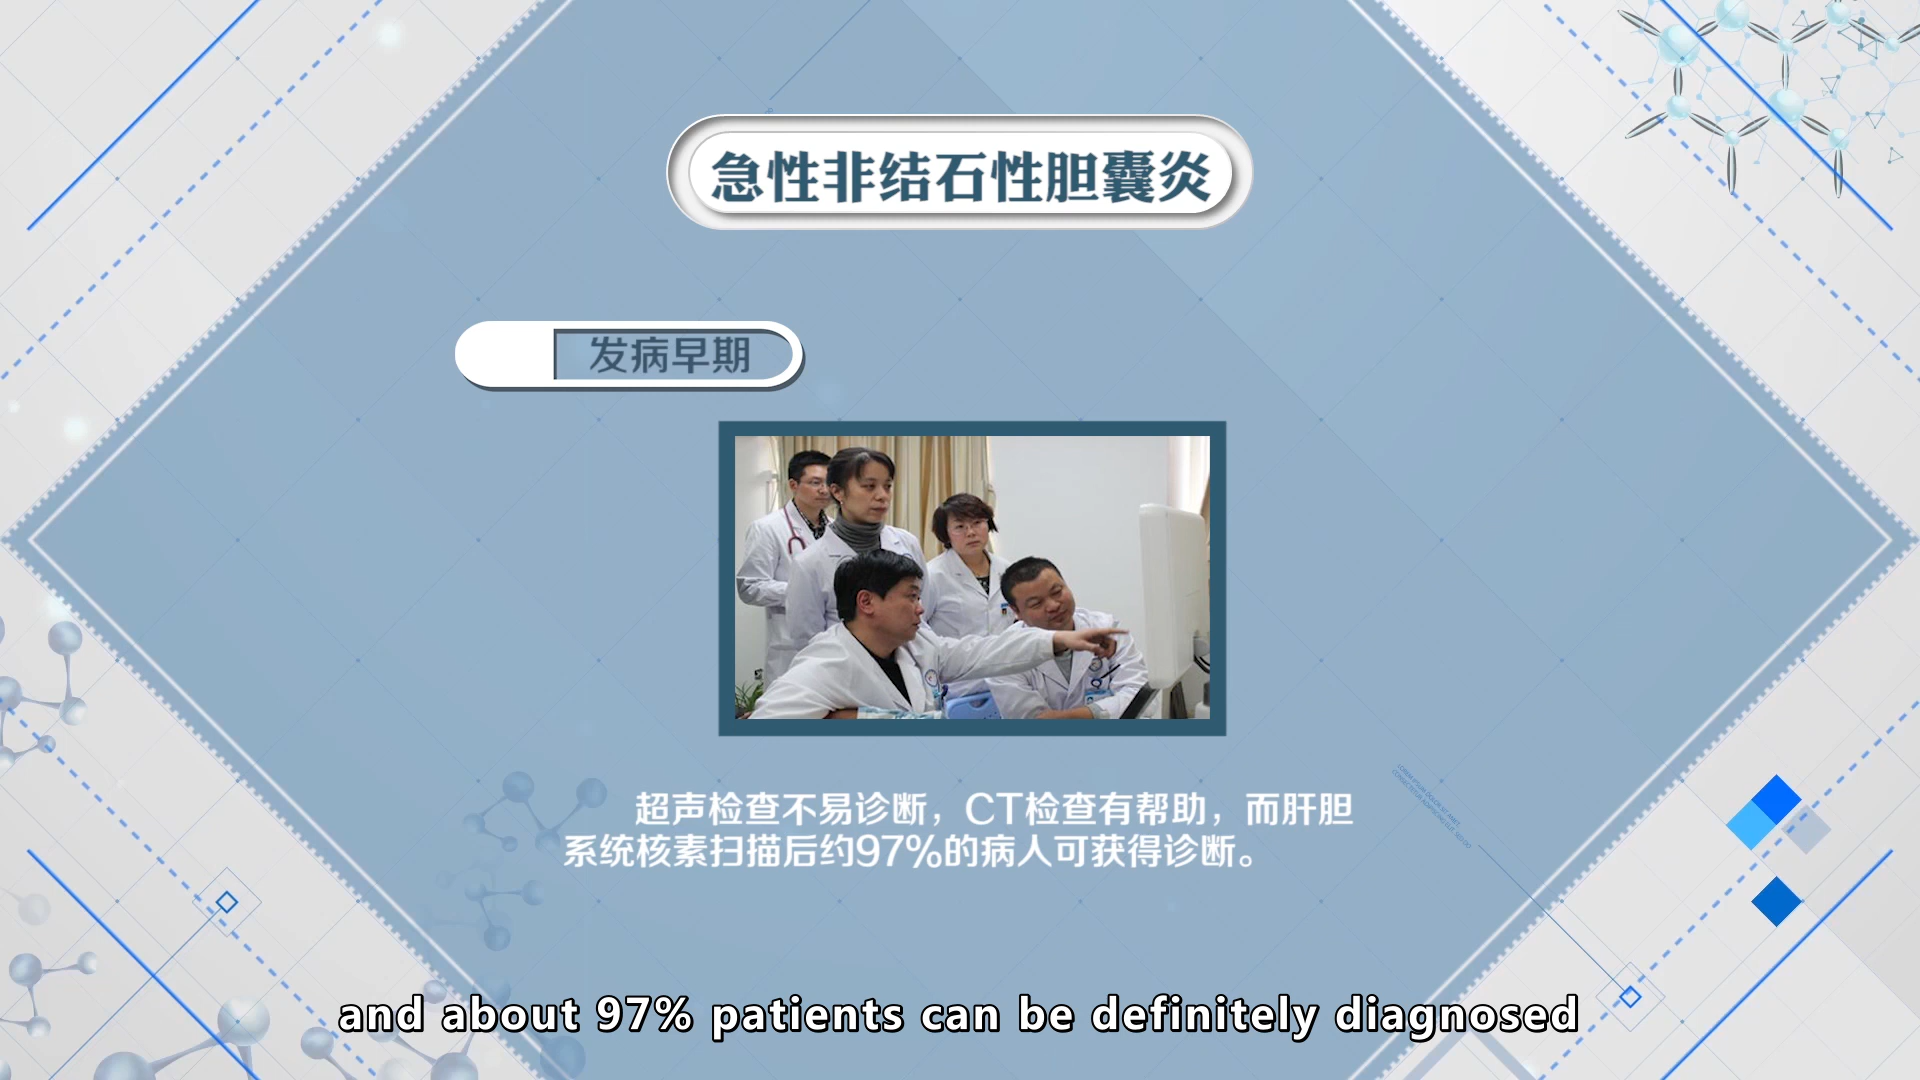 急性非结石性胆囊炎
发病早期
超声检查不易诊断，CT检查有帮助，而肝胆
系统核素扫描后约97%的病人可获得诊断。
and about 97% patients can be definitely diagnosed